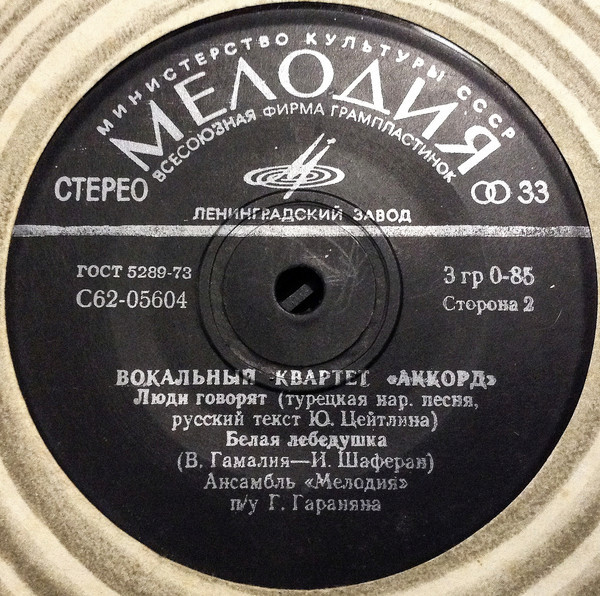 МИНИСТЕРСТВО КУЛЬТУРЫ СССР
МЕЛОДИЯ
ВСЕСОЮЗНАЯ ФИРМА ГРАМПЛАСТИНОК
СТЕРЕО
33
ЛЕНИНГРАДСКИЙ ЗАВОД
ГОСТ 5289-73
3 гр 0-85
С62-05604
Сторона 2
ВОКАЛЬНЫЙ КВАРТЕТ «АККОРД»
Люди говорят (турецкая нар. песня,
русский текст Ю. Цейтлина)
Белая лебедушка
(В. Гамалия—И. Шаферан)
Ансамбль «Мелодия»
п/у Г. Гараняна